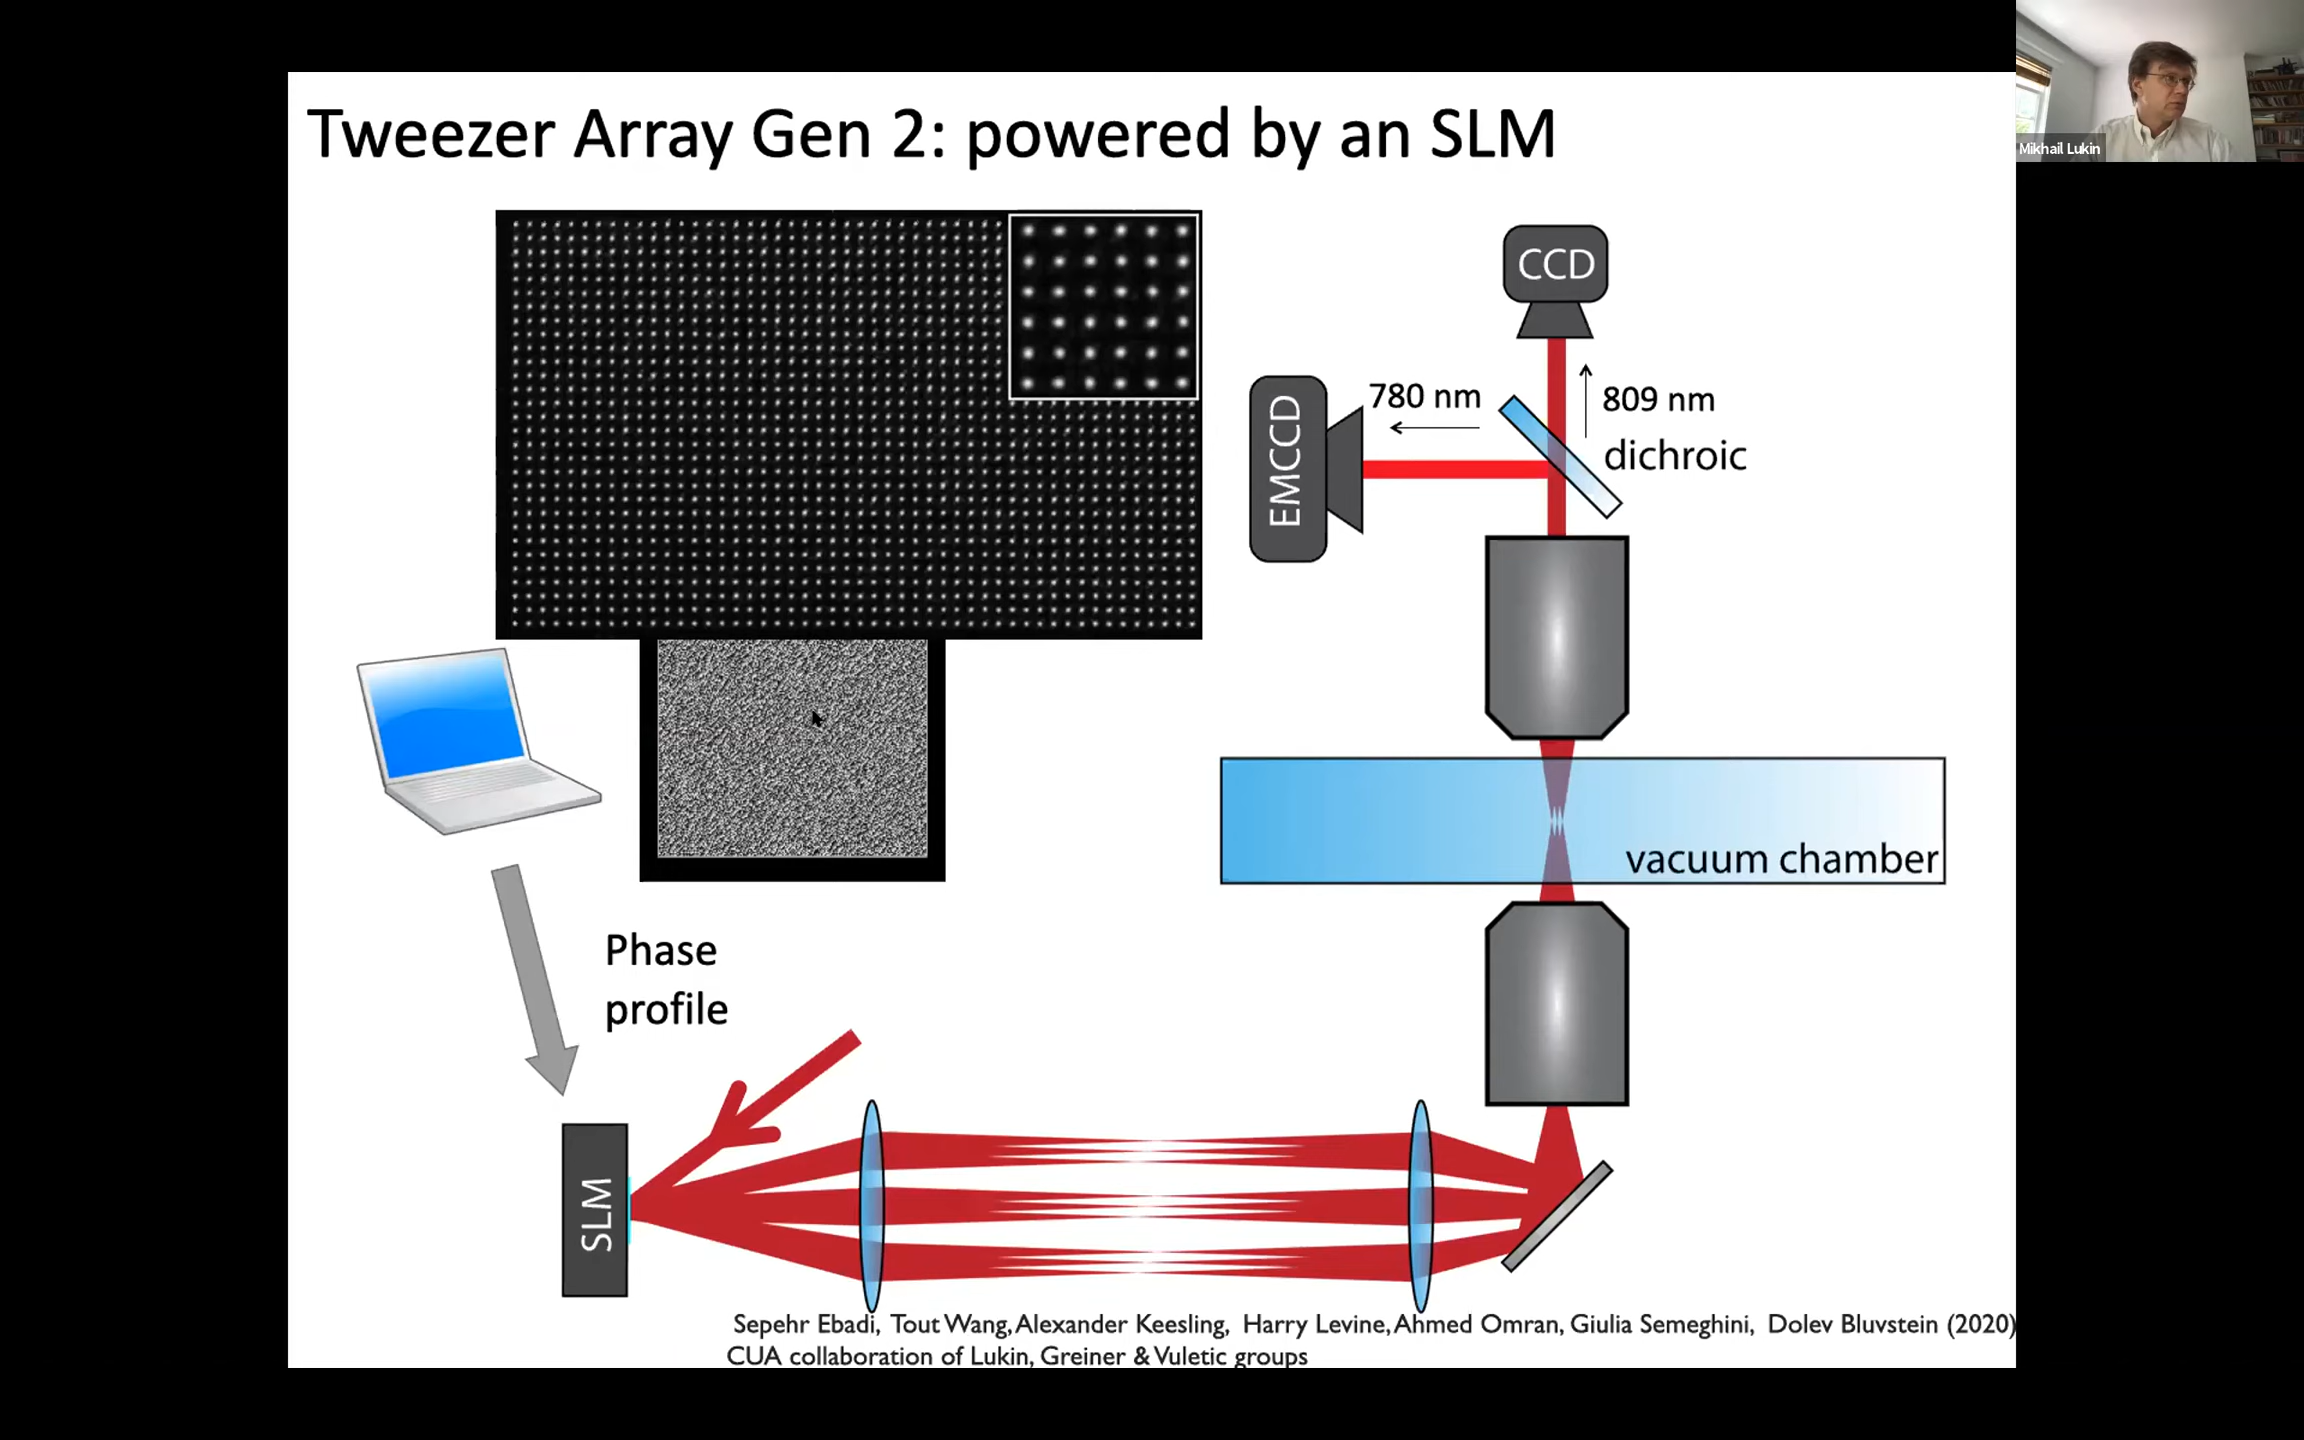 Tweezer Array Gen 2: powered by an SLM
Mikhail Lukin
CCD
780 nm
809 nm
dichroic
EMCCD
vacuum chamber
Phase
profile
SLM
Sepehr Ebadi, Tout Wang, Alexander Keesling, Harry Levine, Ahmed Omran, Giulia Semeghini, Dolev Bluvstein (2020)
CUA collaboration of Lukin, Greiner & Vuletic groups